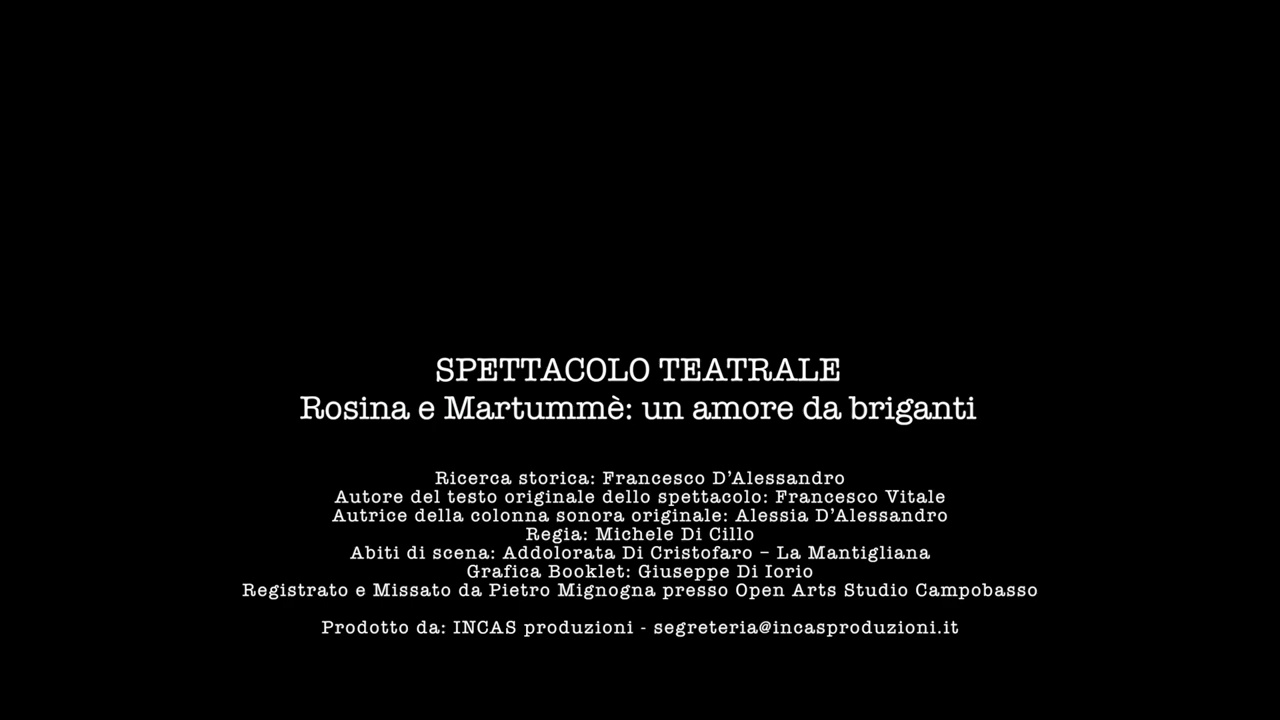 SPETTACOLO TEATRALE
Rosina e Martummè: un amore da briganti
Ricerca storica: Francesco D’Alessandro
Autore del testo originale dello spettacolo: Francesco Vitale
Autrice della colonna sonora originale: Alessia D’Alessandro
Regia: Michele Di Cillo
Abiti di scena: Addolorata Di Cristofaro – La Mantigliana
Grafica Booklet: Giuseppe Di Iorio
Registrato e Missato da Pietro Mignogna presso Open Arts Studio Campobasso
Prodotto da: INCAS produzioni - segreteria@incasproduzioni.it